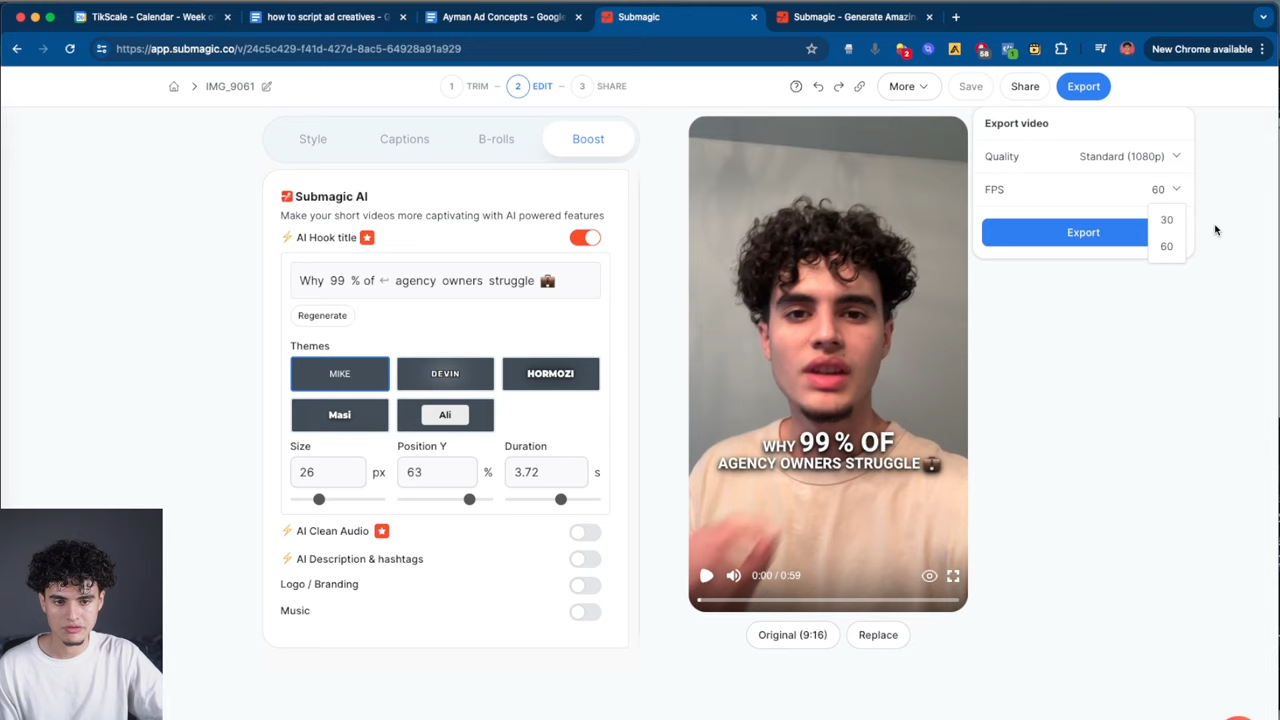 TikScale - Calendar - Week o
how to script ad creatives - G
Ayman Ad Concepts - Google
Submagic
Submagic - Generate Amazin
https://app.submagic.co/v/24c5c429-f41d-427d-8ac5-64928a91a929
2
58
1
New Chrome available
IMG_9061
1 TRIM
2 EDIT
3 SHARE
More
Save
Share
Export
Style
Captions
B-rolls
Boost
Export video
Quality
Standard (1080p)
FPS
60
30
60
Export
Submagic AI
Make your short videos more captivating with AI powered features
AI Hook title
Why 99 % of ↩ agency owners struggle 💼
Regenerate
Themes
MIKE
DEVIN
HORMOZI
Masi
Ali
Size
Position Y
Duration
26 px
63 %
3.72 s
AI Clean Audio
AI Description & hashtags
Logo / Branding
Music
WHY 99 % OF
AGENCY OWNERS STRUGGLE 💼
0:00 / 0:59
Original (9:16)
Replace